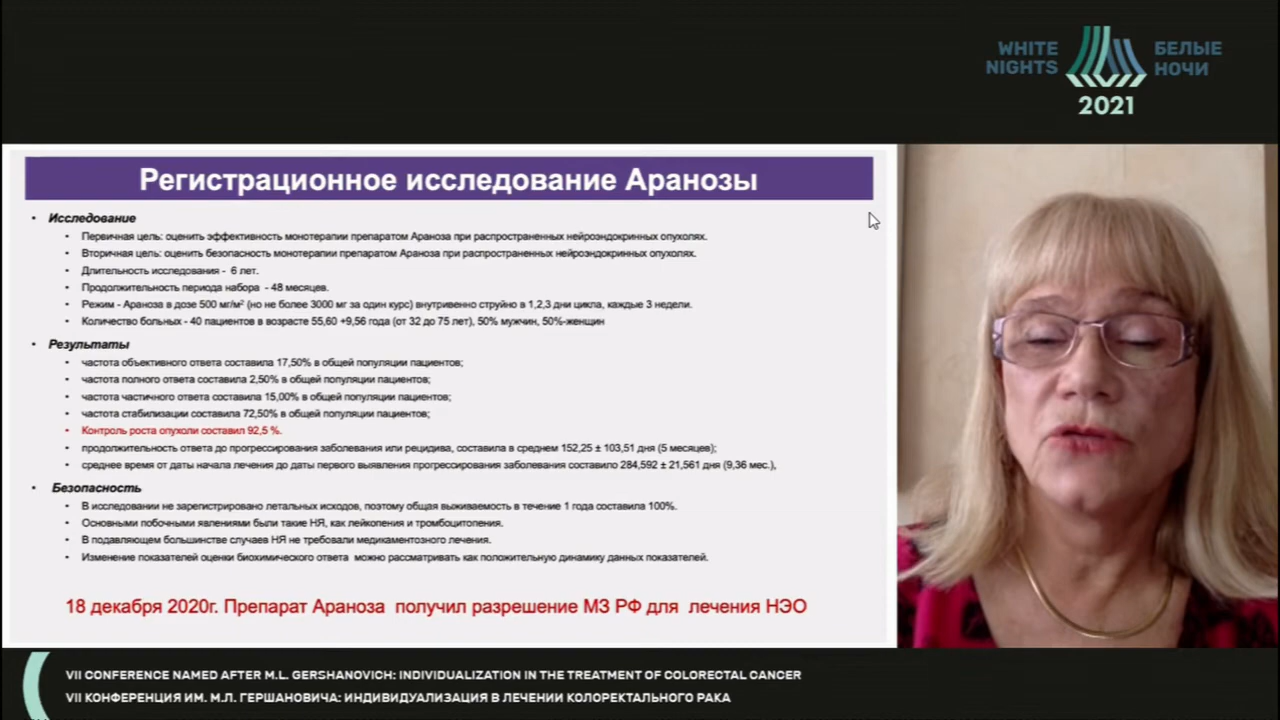 WHITE NIGHTS
БЕЛЫЕ НОЧИ
2021
Регистрационное исследование Аранозы
• Исследование
• Первичная цель: оценить эффективность монотерапии препаратом Араноза при распространенных нейроэндокринных опухолях.
• Вторичная цель: оценить безопасность монотерапии препаратом Араноза при распространенных нейроэндокринных опухолях.
• Длительность исследования - 6 лет.
• Продолжительность периода набора - 48 месяцев.
• Режим - Араноза в дозе 500 мг/м² (но не более 3000 мг за один курс) внутривенно струйно в 1,2,3 дни цикла, каждые 3 недели.
• Количество больных - 40 пациентов в возрасте 55,60 +9,56 года (от 32 до 75 лет), 50% мужчин, 50%-женщин
• Результаты
• частота объективного ответа составила 17,50% в общей популяции пациентов;
• частота полного ответа составила 2,50% в общей популяции пациентов;
• частота частичного ответа составила 15,00% в общей популяции пациентов;
• частота стабилизации составила 72,50% в общей популяции пациентов;
• Контроль роста опухоли составил 92,5 %.
• продолжительность ответа до прогрессирования заболевания или рецидива, составила в среднем 152,25 ± 103,51 дня (5 месяцев);
• среднее время от даты начала лечения до даты первого выявления прогрессирования заболевания составило 284,592 ± 21,561 дня (9,36 мес.),
• Безопасность
• В исследовании не зарегистрировано летальных исходов, поэтому общая выживаемость в течение 1 года составила 100%.
• Основными побочными явлениями были такие НЯ, как лейкопения и тромбоцитопения.
• В подавляющем большинстве случаев НЯ не требовали медикаментозного лечения.
• Изменение показателей оценки биохимического ответа можно рассматривать как положительную динамику данных показателей.
18 декабря 2020г. Препарат Араноза получил разрешение МЗ РФ для лечения НЭО
VII CONFERENCE NAMED AFTER M.L. GERSHANOVICH: INDIVIDUALIZATION IN THE TREATMENT OF COLORECTAL CANCER
VII КОНФЕРЕНЦИЯ ИМ. М.Л. ГЕРШАНОВИЧА: ИНДИВИДУАЛИЗАЦИЯ В ЛЕЧЕНИИ КОЛОРЕКТАЛЬНОГО РАКА